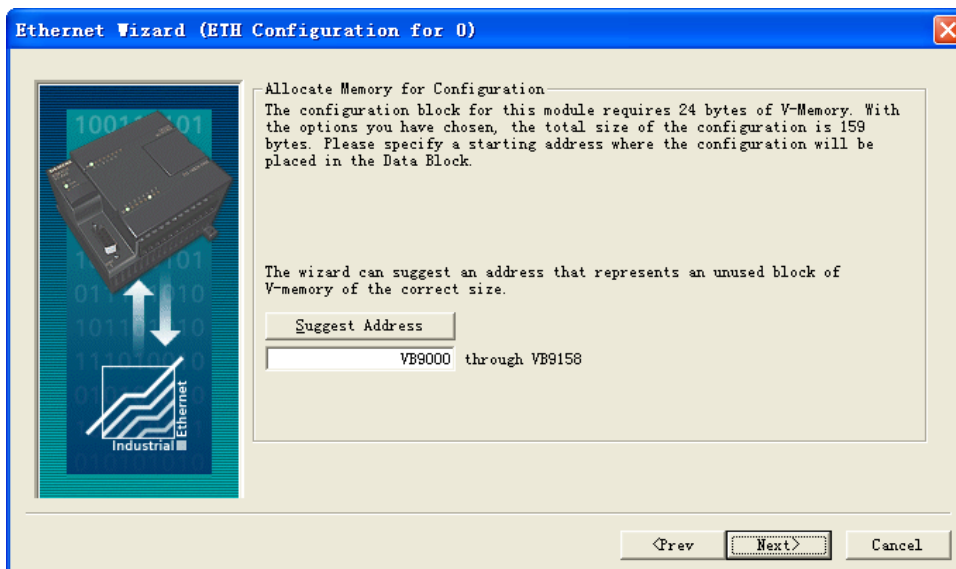 Ethernet Wizard (ETH Configuration for 0)
Allocate Memory for Configuration
The configuration block for this module requires 24 bytes of V-Memory. With
the options you have chosen, the total size of the configuration is 159
bytes. Please specify a starting address where the configuration will be
placed in the Data Block.
The wizard can suggest an address that represents an unused block of
V-memory of the correct size.
Suggest Address
VB9000 through VB9158
Industrial
Ethernet
<Prev
Next>
Cancel